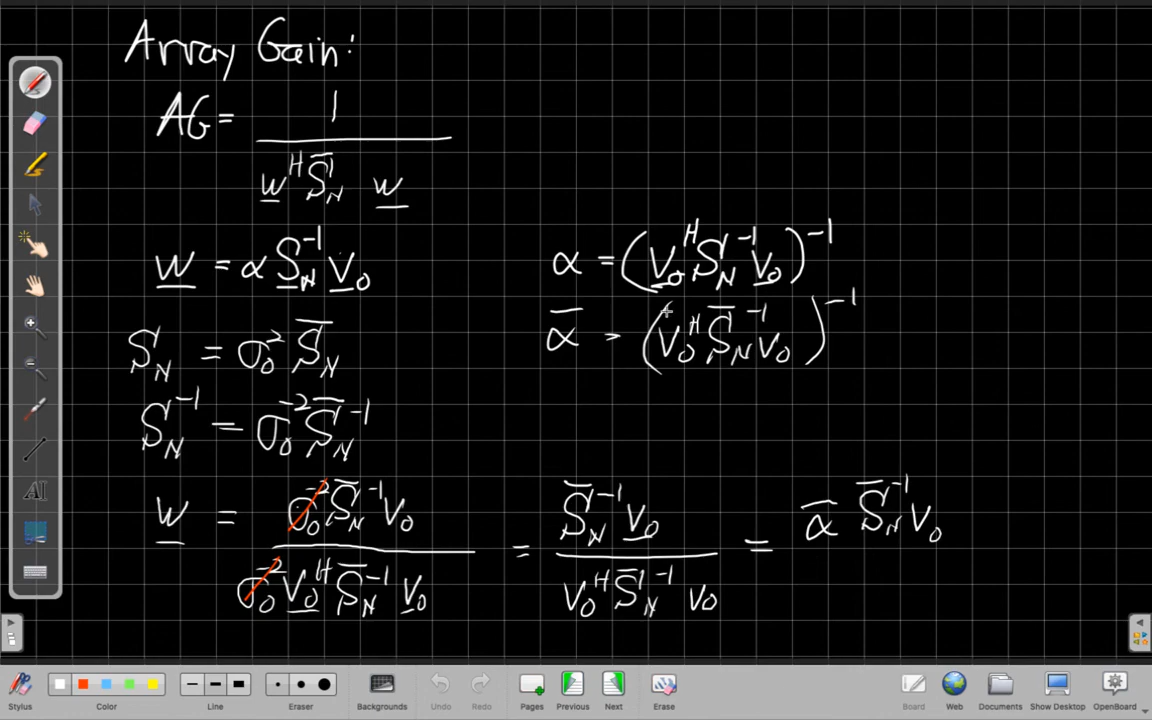 Array Gain:
AG = 1 / (w^H S̄_N w)
w = α S_N^-1 v_0
α = (v_0^H S_N^-1 v_0)^-1
S_N = σ_0^2 S̄_N
ᾱ = (v_0^H S̄_N^-1 v_0)^-1
S_N^-1 = σ_0^-2 S̄_N^-1
w = σ_0^-2 S̄_N^-1 v_0 / (σ_0^-2 v_0^H S̄_N^-1 v_0) = S̄_N^-1 v_0 / (v_0^H S̄_N^-1 v_0) = ᾱ S̄_N^-1 v_0
AI
Stylus Color Line Eraser Backgrounds Undo Redo Pages Previous Next Erase Board Web Documents Show Desktop OpenBoard